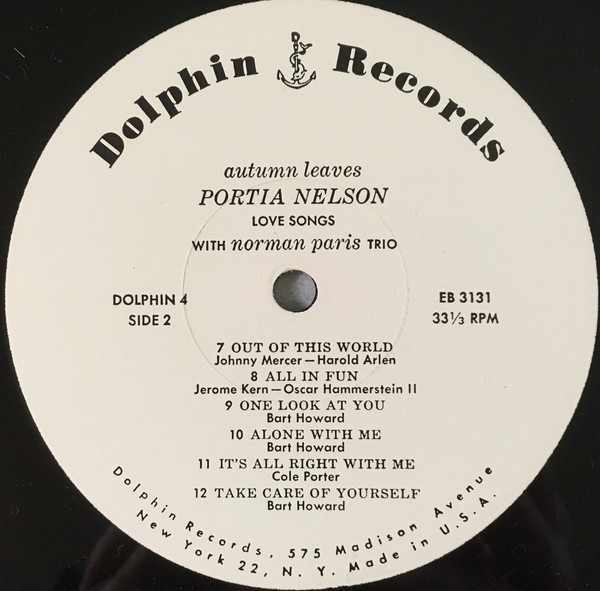 Dolphin Records
autumn leaves
PORTIA NELSON
LOVE SONGS
WITH norman paris TRIO
DOLPHIN 4
SIDE 2
EB 3131
33⅓ RPM
7 OUT OF THIS WORLD
Johnny Mercer—Harold Arlen
8 ALL IN FUN
Jerome Kern—Oscar Hammerstein II
9 ONE LOOK AT YOU
Bart Howard
10 ALONE WITH ME
Bart Howard
11 IT'S ALL RIGHT WITH ME
Cole Porter
12 TAKE CARE OF YOURSELF
Bart Howard
Dolphin Records, 575 Madison Avenue
New York 22, N. Y. Made in U.S.A.